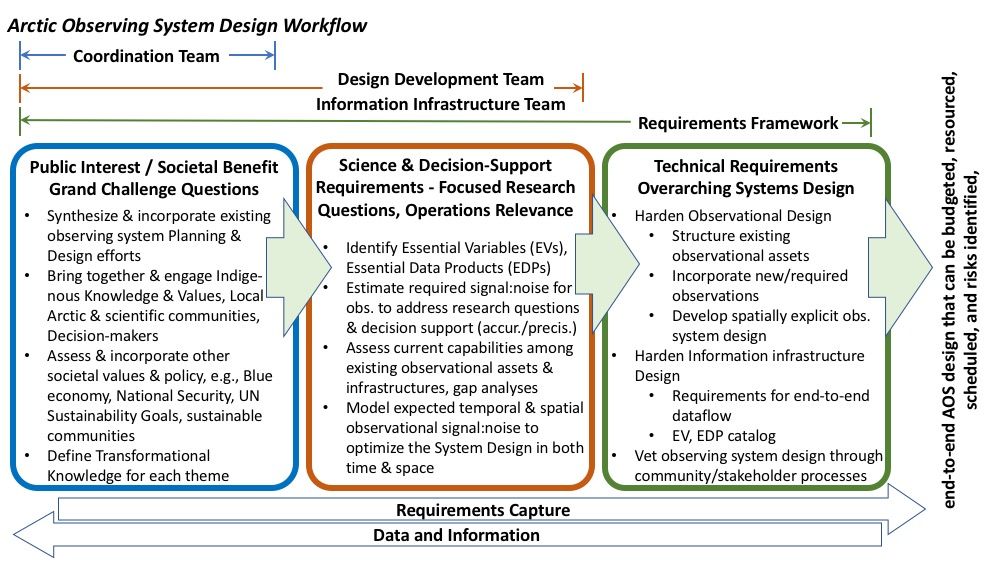 Arctic Observing System Design Workflow
Coordination Team
Design Development Team
Information Infrastructure Team
Requirements Framework
Public Interest / Societal Benefit
Grand Challenge Questions
• Synthesize & incorporate existing
observing system Planning &
Design efforts
• Bring together & engage Indige-
nous Knowledge & Values, Local
Arctic & scientific communities,
Decision-makers
• Assess & incorporate other
societal values & policy, e.g., Blue
economy, National Security, UN
Sustainability Goals, sustainable
communities
• Define Transformational
Knowledge for each theme
Science & Decision-Support
Requirements - Focused Research
Questions, Operations Relevance
• Identify Essential Variables (EVs),
Essential Data Products (EDPs)
• Estimate required signal:noise for
obs. to address research questions
& decision support (accur./precis.)
• Assess current capabilities among
existing observational assets &
infrastructures, gap analyses
• Model expected temporal & spatial
observational signal:noise to
optimize the System Design in both
time & space
Technical Requirements
Overarching Systems Design
• Harden Observational Design
• Structure existing
observational assets
• Incorporate new/required
observations
• Develop spatially explicit obs.
system design
• Harden Information infrastructure
Design
• Requirements for end-to-end
dataflow
• EV, EDP catalog
• Vet observing system design through
community/stakeholder processes
end-to-end AOS design that can be budgeted, resourced,
scheduled, and risks identified,
Requirements Capture
Data and Information